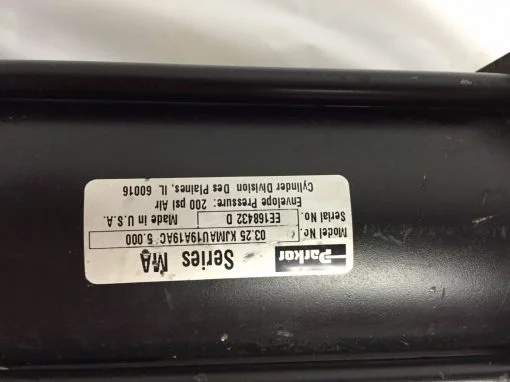 Parker Series MA
Model No. 03.25 KJMAU19A19AC 5.000
Serial No. EE168432 D Made in U.S.A.
Envelope Pressure: 200 psi Air
Cylinder Division Des Plaines, IL 60016